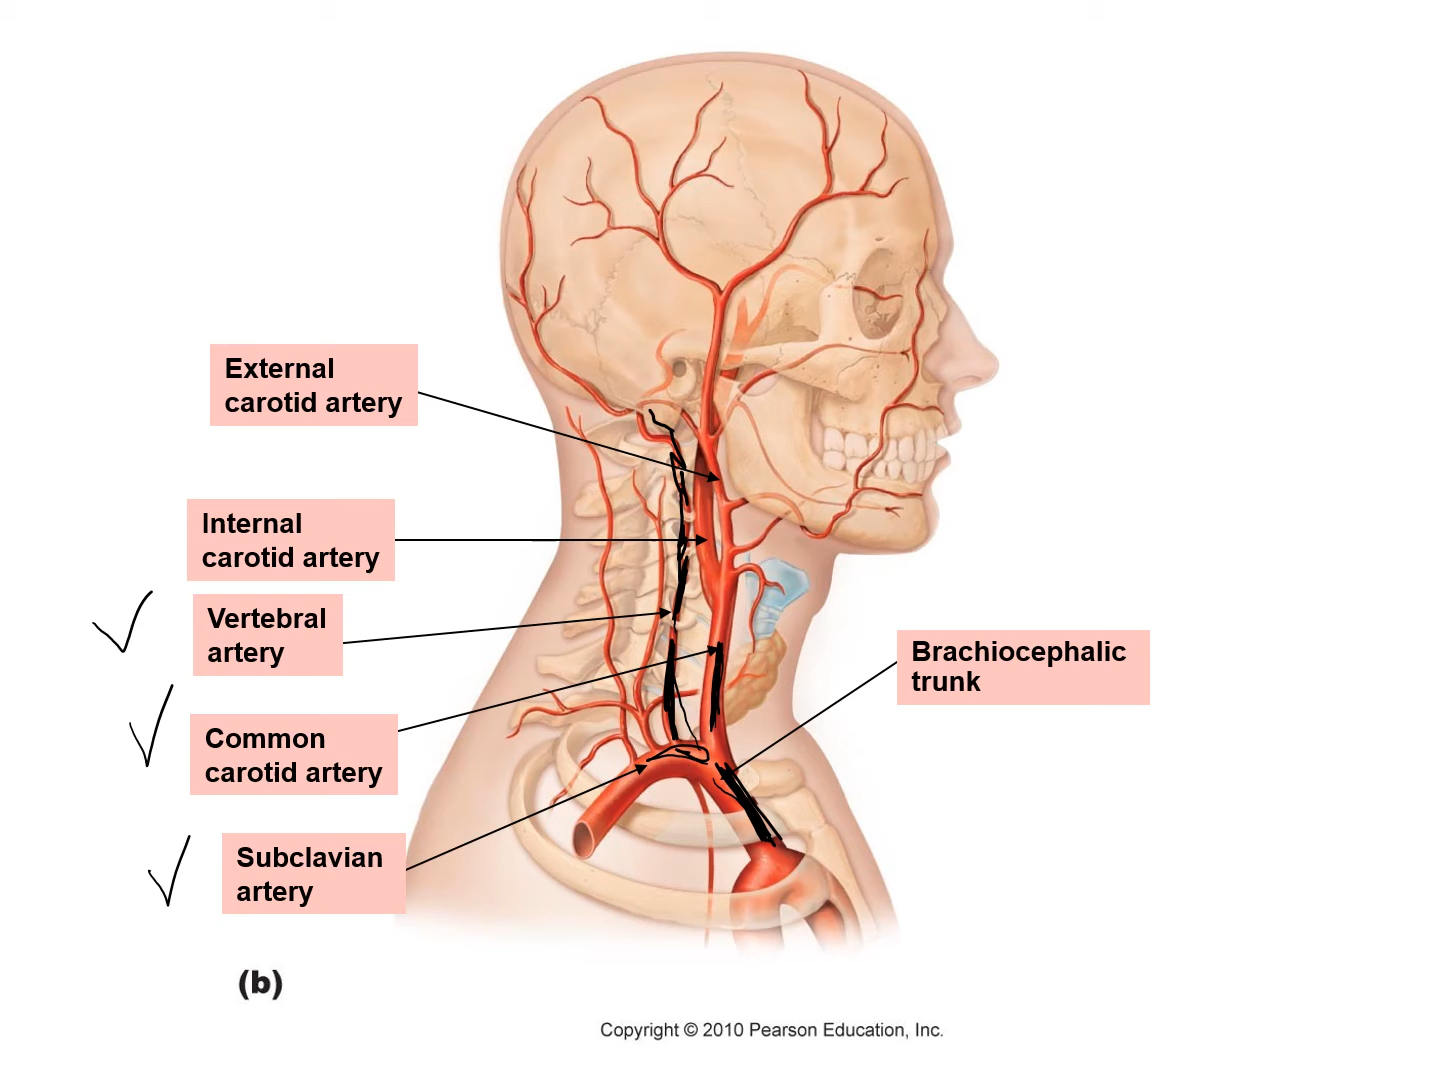 External
carotid artery
Internal
carotid artery
Vertebral
artery
Common
carotid artery
Subclavian
artery
Brachiocephalic
trunk
(b)
Copyright © 2010 Pearson Education, Inc.